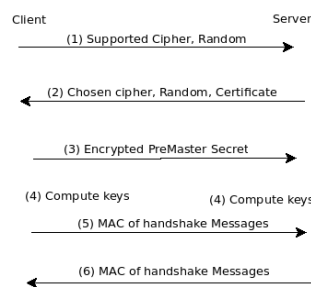 Client
Server
(1) Supported Cipher, Random
(2) Chosen cipher, Random, Certificate
(3) Encrypted PreMaster Secret
(4) Compute keys
(4) Compute keys
(5) MAC of handshake Messages
(6) MAC of handshake Messages